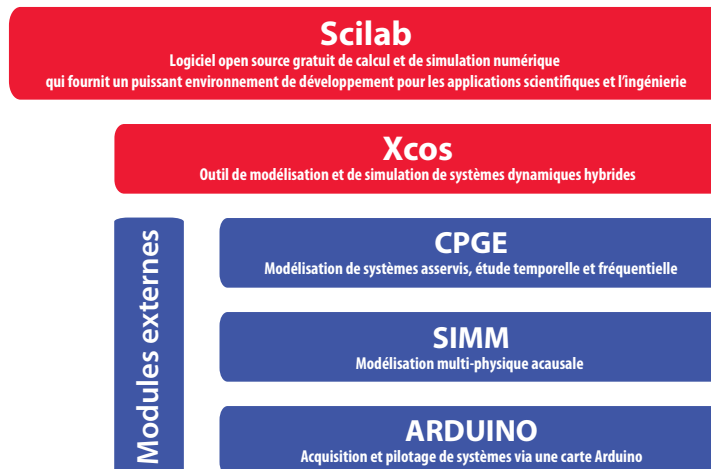 Scilab
Logiciel open source gratuit de calcul et de simulation numérique
qui fournit un puissant environnement de développement pour les applications scientifiques et l'ingénierie
Xcos
Outil de modélisation et de simulation de systèmes dynamiques hybrides
Modules externes
CPGE
Modélisation de systèmes asservis, étude temporelle et fréquentielle
SIMM
Modélisation multi-physique acausale
ARDUINO
Acquisition et pilotage de systèmes via une carte Arduino